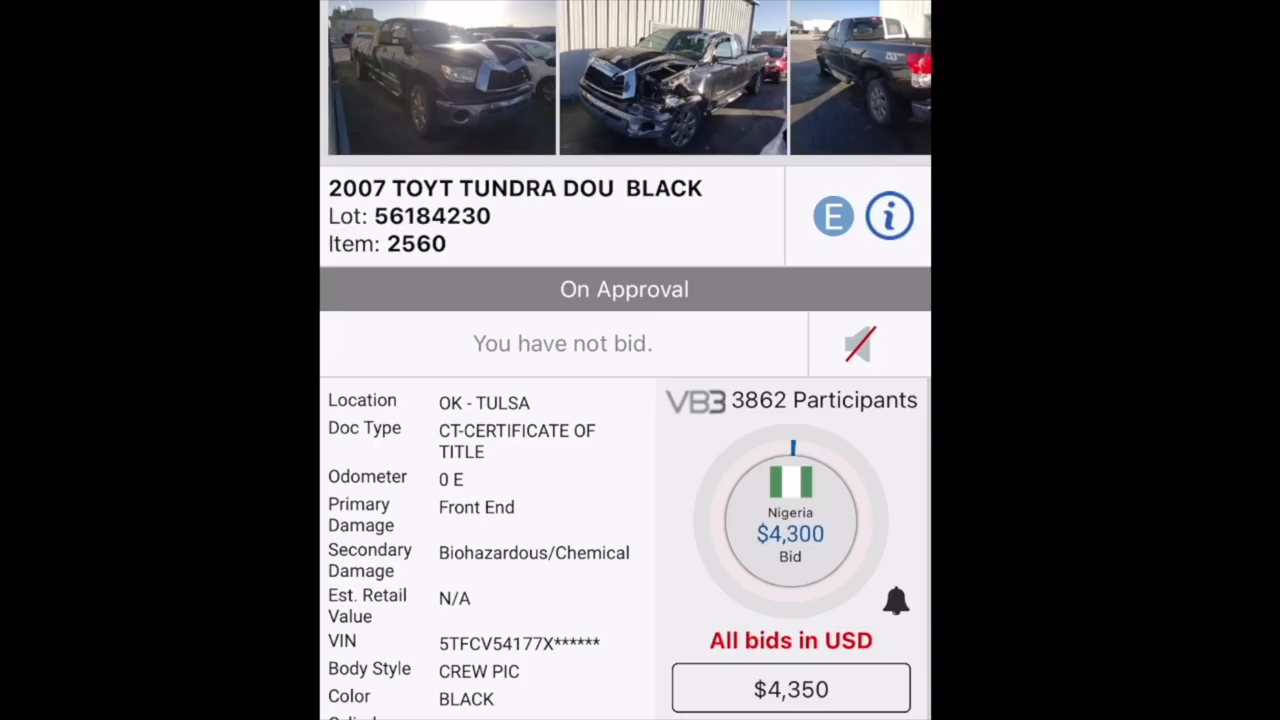 2007 TOYT TUNDRA DOU BLACK
Lot: 56184230
Item: 2560
E i
On Approval
You have not bid.
Location OK - TULSA
Doc Type CT-CERTIFICATE OF
TITLE
Odometer 0 E
Primary
Damage Front End
Secondary
Damage Biohazardous/Chemical
Est. Retail
Value N/A
VIN 5TFCV54177X******
Body Style CREW PIC
Color BLACK
VB3 3862 Participants
Nigeria
$4,300
Bid
All bids in USD
$4,350